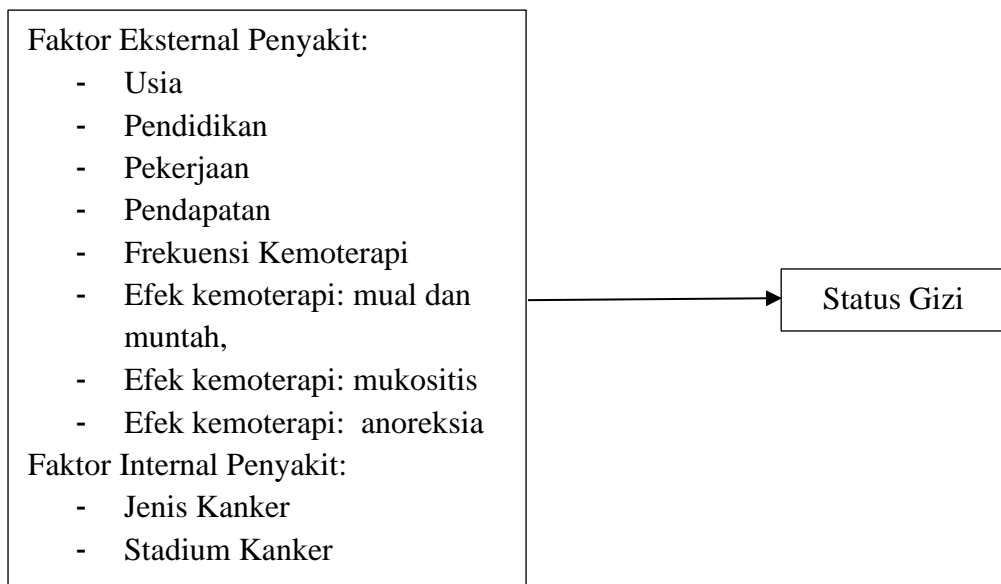 Faktor Eksternal Penyakit:
- Usia
- Pendidikan
- Pekerjaan
- Pendapatan
- Frekuensi Kemoterapi
- Efek kemoterapi: mual dan
muntah,
- Efek kemoterapi: mukositis
- Efek kemoterapi: anoreksia
Faktor Internal Penyakit:
- Jenis Kanker
- Stadium Kanker
Status Gizi